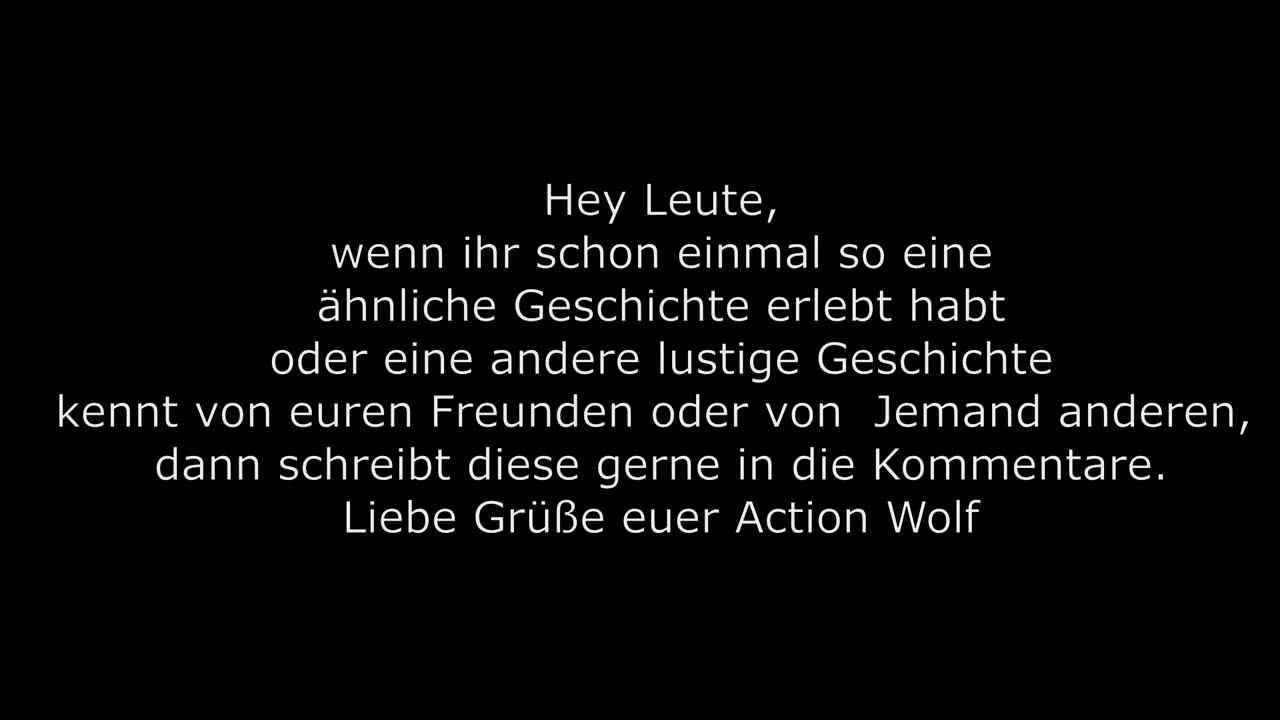 Hey Leute,
wenn ihr schon einmal so eine
ähnliche Geschichte erlebt habt
oder eine andere lustige Geschichte
kennt von euren Freunden oder von  Jemand anderen,
dann schreibt diese gerne in die Kommentare.
Liebe Grüße euer Action Wolf